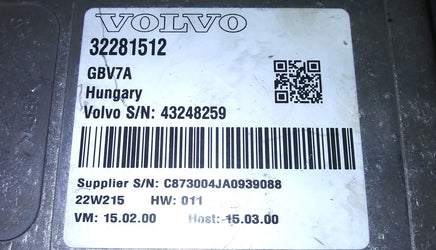 VOLVO
32281512
GBV7A
Hungary
Volvo S/N: 43248259
Supplier S/N: C873004JA0939088
22W215 HW: 011
VM: 15.02.00 Host: 15.03.00